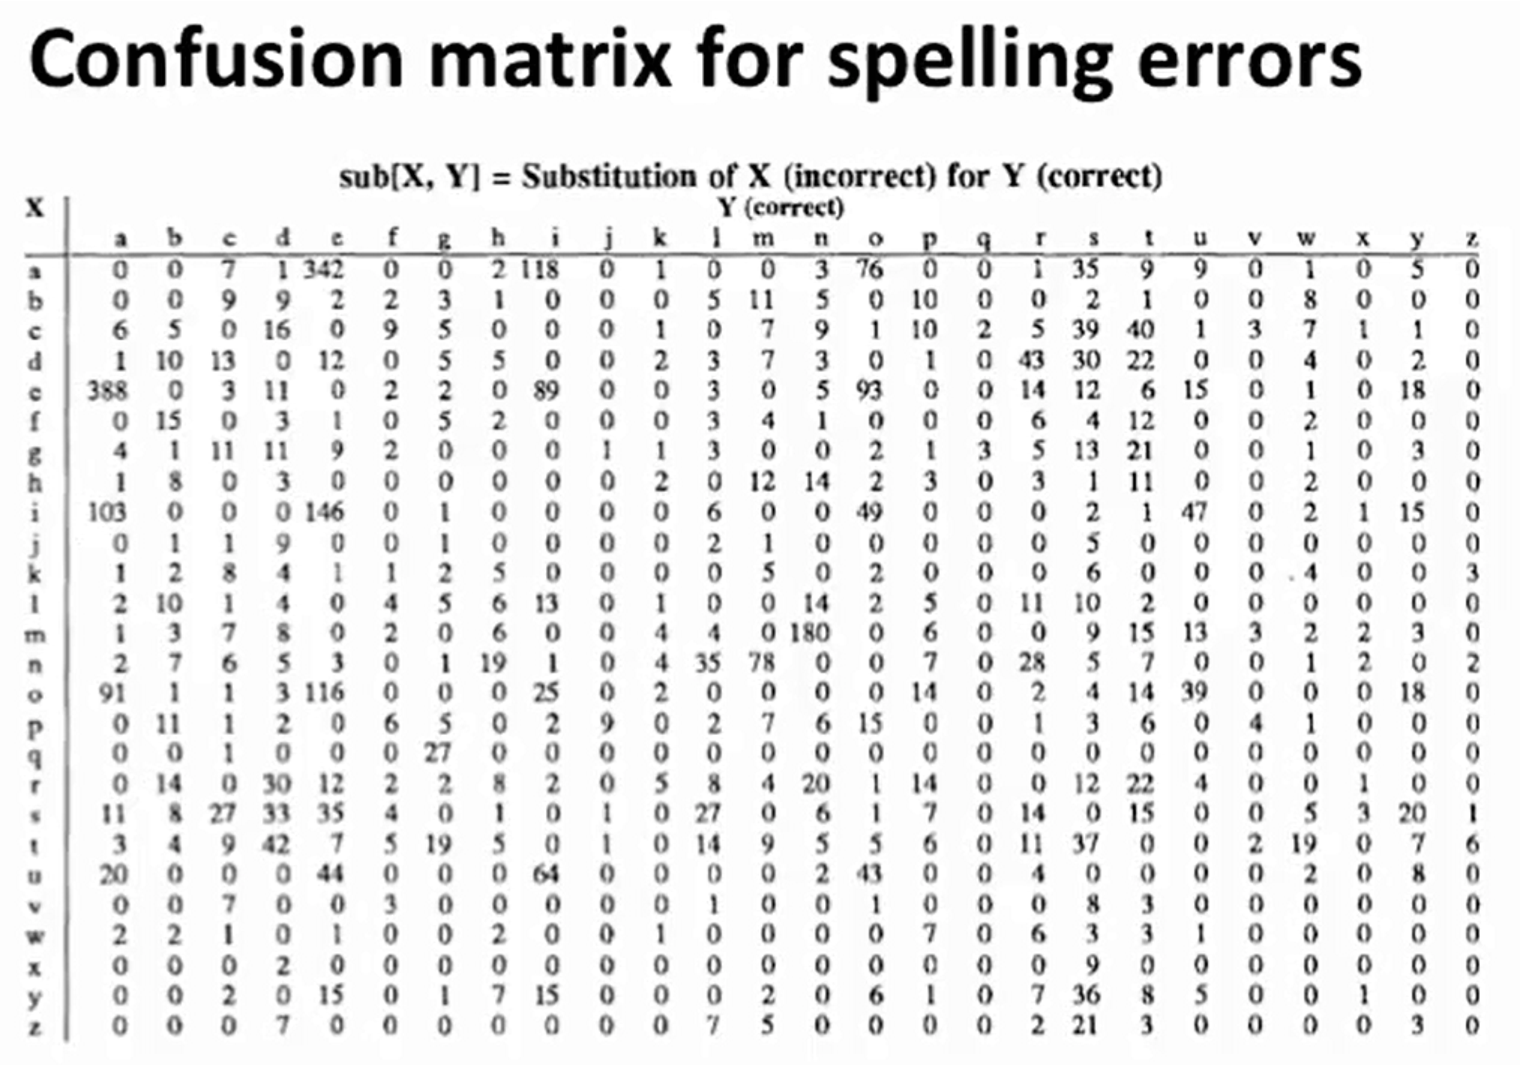 Confusion matrix for spelling errors
sub[X, Y] = Substitution of X (incorrect) for Y (correct)
X Y (correct)
a b c d e f g h i j k l m n o p q r s t u v w x y z
a 0 0 7 1 342 0 0 2 118 0 1 0 0 3 76 0 0 1 35 9 9 0 1 0 5 0
b 0 0 9 9 2 2 3 1 0 0 0 5 11 5 0 10 0 0 2 1 0 0 8 0 0 0
c 6 5 0 16 0 9 5 0 0 0 1 0 7 9 1 10 2 5 39 40 1 3 7 1 1 0
d 1 10 13 0 12 0 5 5 0 0 2 3 7 3 0 1 0 43 30 22 0 0 4 0 2 0
e 388 0 3 11 0 2 2 0 89 0 0 3 0 5 93 0 0 14 12 6 15 0 1 0 18 0
f 0 15 0 3 1 0 5 2 0 0 0 3 4 1 0 0 0 6 4 12 0 0 2 0 0 0
g 4 1 11 11 9 2 0 0 0 1 1 3 0 0 2 1 3 5 13 21 0 0 1 0 3 0
h 1 8 0 3 0 0 0 0 0 0 2 0 12 14 2 3 0 3 1 11 0 0 2 0 0 0
i 103 0 0 0 146 0 1 0 0 0 0 6 0 0 49 0 0 0 2 1 47 0 2 1 15 0
j 0 1 1 9 0 0 1 0 0 0 0 2 1 0 0 0 0 0 5 0 0 0 0 0 0 0
k 1 2 8 4 1 1 2 5 0 0 0 0 5 0 2 0 0 0 6 0 0 0 4 0 0 3
l 2 10 1 4 0 4 5 6 13 0 1 0 0 14 2 5 0 11 10 2 0 0 0 0 0 0
m 1 3 7 8 0 2 0 6 0 0 4 4 0 180 0 6 0 0 9 15 13 3 2 2 3 0
n 2 7 6 5 3 0 1 19 1 0 4 35 78 0 0 7 0 28 5 7 0 0 1 2 0 2
o 91 1 1 3 116 0 0 0 25 0 2 0 0 0 0 14 0 2 4 14 39 0 0 0 18 0
p 0 11 1 2 0 6 5 0 2 9 0 2 7 6 15 0 0 1 3 6 0 4 1 0 0 0
q 0 0 1 0 0 0 27 0 0 0 0 0 0 0 0 0 0 0 0 0 0 0 0 0 0 0
r 0 14 0 30 12 2 2 8 2 0 5 8 4 20 1 14 0 0 12 22 4 0 0 1 0 0
s 11 8 27 33 35 4 0 1 0 1 0 27 0 6 1 7 0 14 0 15 0 0 5 3 20 1
t 3 4 9 42 7 5 19 5 0 1 0 14 9 5 5 6 0 11 37 0 0 2 19 0 7 6
u 20 0 0 0 44 0 0 0 64 0 0 0 0 2 43 0 0 4 0 0 0 0 2 0 8 0
v 0 0 7 0 0 3 0 0 0 0 0 1 0 0 1 0 0 0 8 3 0 0 0 0 0 0
w 2 2 1 0 1 0 0 2 0 0 1 0 0 0 0 7 0 6 3 3 1 0 0 0 0 0
x 0 0 0 2 0 0 0 0 0 0 0 0 0 0 0 0 0 0 9 0 0 0 0 0 0 0
y 0 0 2 0 15 0 1 7 15 0 0 0 2 0 6 1 0 7 36 8 5 0 0 1 0 0
z 0 0 0 7 0 0 0 0 0 0 0 7 5 0 0 0 0 2 21 3 0 0 0 0 3 0